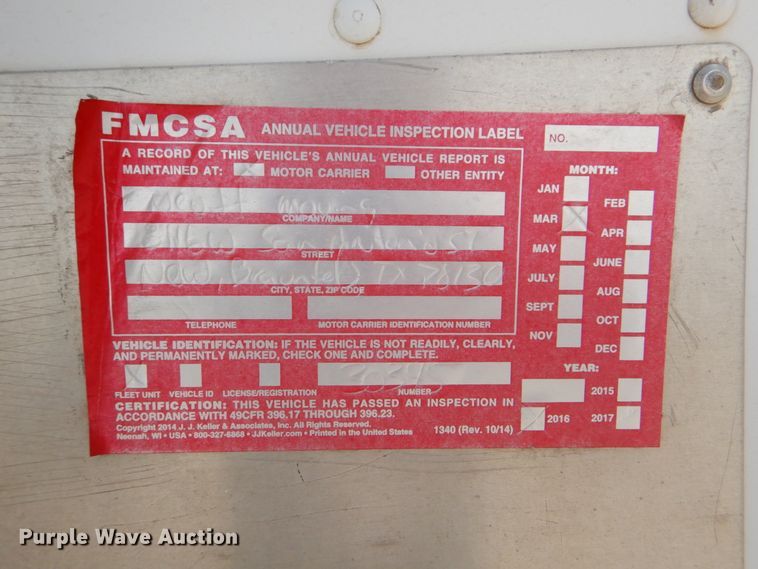 FMCSA ANNUAL VEHICLE INSPECTION LABEL
NO.
A RECORD OF THIS VEHICLE'S ANNUAL VEHICLE REPORT IS
MAINTAINED AT: X MOTOR CARRIER OTHER ENTITY
COMPANY/NAME
STREET
New Braunfels TX 78130
CITY, STATE, ZIP CODE
TELEPHONE MOTOR CARRIER IDENTIFICATION NUMBER
MONTH:
JAN FEB
MAR X APR
MAY JUNE
JULY AUG
SEPT OCT
NOV DEC
VEHICLE IDENTIFICATION: IF THE VEHICLE IS NOT READILY, CLEARLY,
AND PERMANENTLY MARKED, CHECK ONE AND COMPLETE.
X 30345
FLEET UNIT VEHICLE ID LICENSE/REGISTRATION NUMBER
YEAR:
2015
X 2016 2017
CERTIFICATION: THIS VEHICLE HAS PASSED AN INSPECTION IN
ACCORDANCE WITH 49CFR 396.17 THROUGH 396.23.
Copyright 2014 J. J. Keller & Associates, Inc. All Rights Reserved.
Neenah, WI • USA • 800-327-6868 • JJKeller.com • Printed in the United States 1340 (Rev. 10/14)
Purple Wave Auction